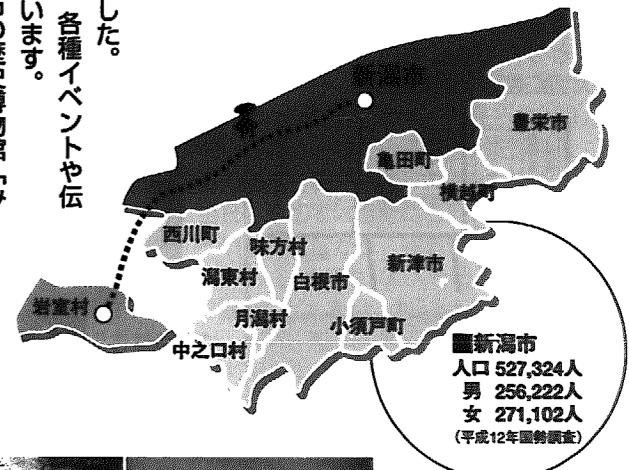 した。
各種イベントや伝
います。
新潟市
豊栄市
亀田町
横越町
西川町
味方村
新津市
潟東村
白根市
岩室村
月潟村
小須戸町
中之口村
■新潟市
人口 527,324人
男 256,222人
女 271,102人
(平成12年国勢調査)